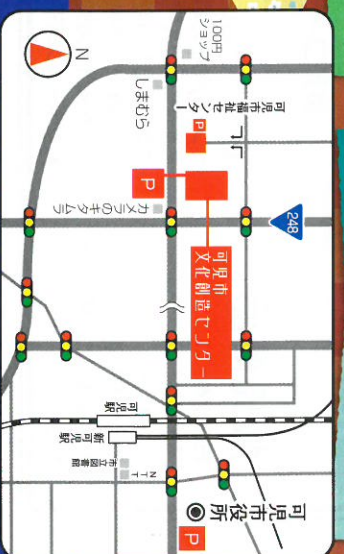 N
100円
ショップ
しまむら
可児市福祉センター
P
P
カメラのキタムラ
248
可児市
文化創造センター
可児駅
新可児駅
市立図書館
NTT
可児市役所
P